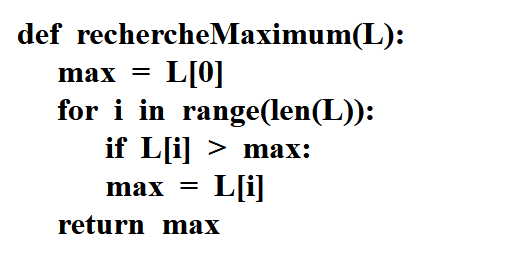 def rechercheMaximum(L):
max = L[0]
for i in range(len(L)):
if L[i] > max:
max = L[i]
return max